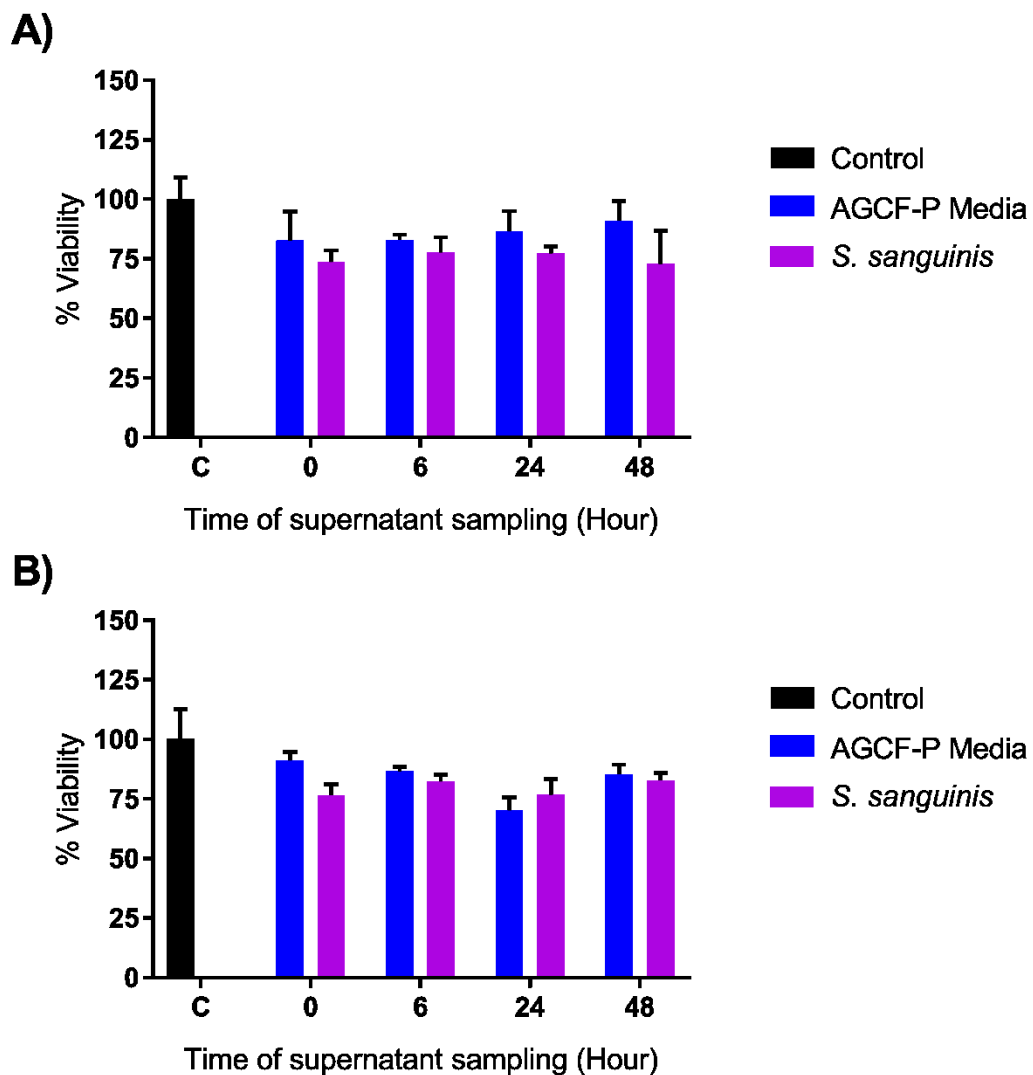 A)
% Viability
150
125
100
75
50
25
0
C 0 6 24 48
Time of supernatant sampling (Hour)
Control
AGCF-P Media
S. sanguinis
B)
% Viability
150
125
100
75
50
25
0
C 0 6 24 48
Time of supernatant sampling (Hour)
Control
AGCF-P Media
S. sanguinis